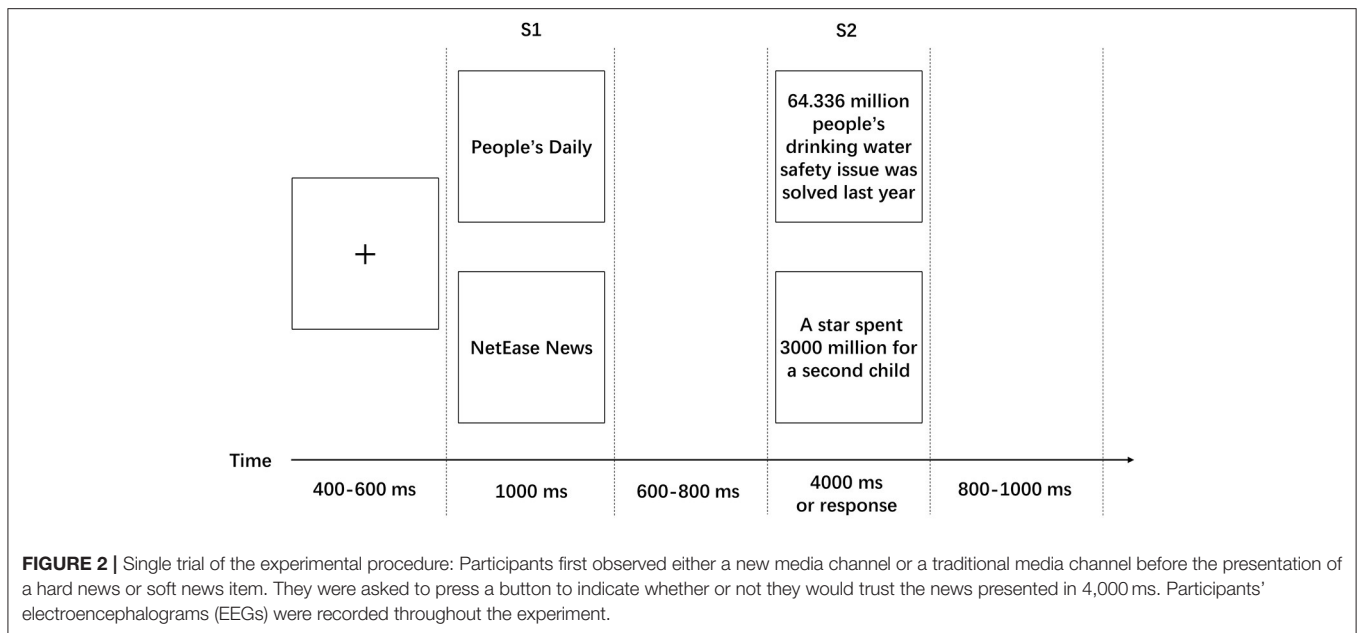 S1
S2
People's Daily
64.336 million
people's
drinking water
safety issue was
solved last year
+
NetEase News
A star spent
3000 million for
a second child
Time
400-600 ms
1000 ms
600-800 ms
4000 ms
or response
800-1000 ms
FIGURE 2 | Single trial of the experimental procedure: Participants first observed either a new media channel or a traditional media channel before the presentation of
a hard news or soft news item. They were asked to press a button to indicate whether or not they would trust the news presented in 4,000 ms. Participants'
electroencephalograms (EEGs) were recorded throughout the experiment.